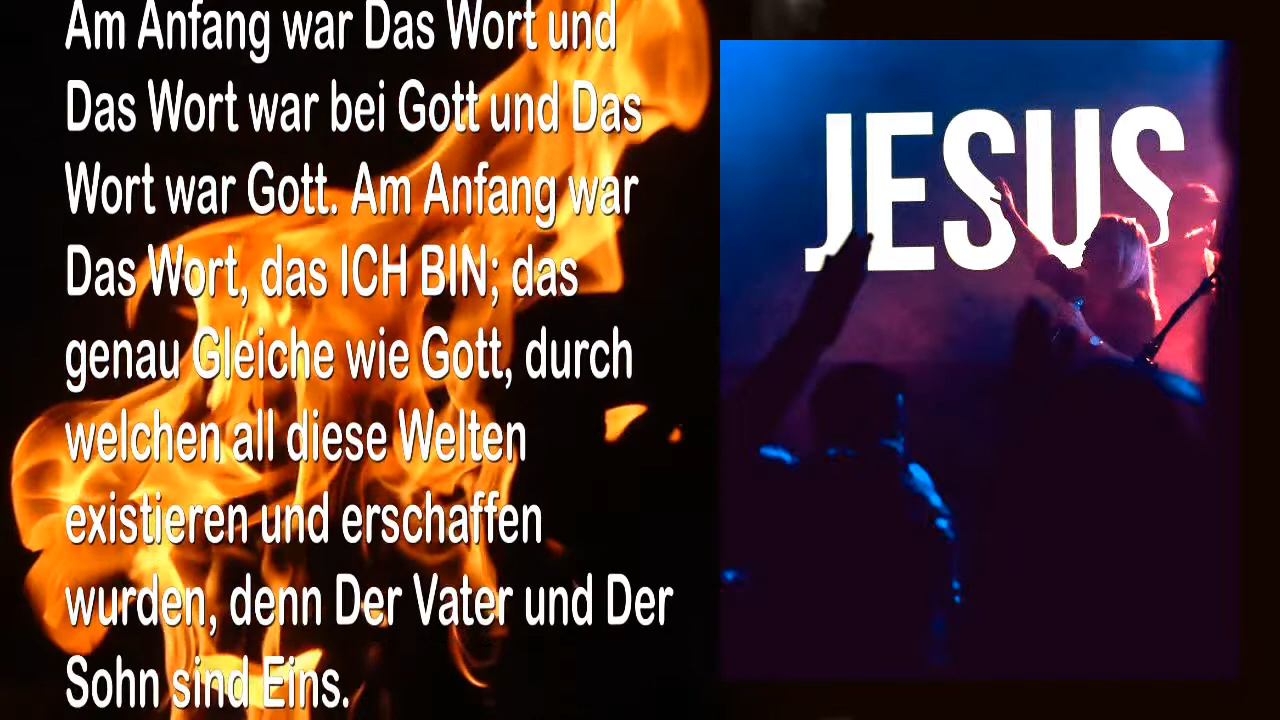 Am Anfang war Das Wort und
Das Wort war bei Gott und Das
Wort war Gott. Am Anfang war
Das Wort, das ICH BIN; das
genau Gleiche wie Gott, durch
welchen all diese Welten
existieren und erschaffen
wurden, denn Der Vater und Der
Sohn sind Eins.
JESUS